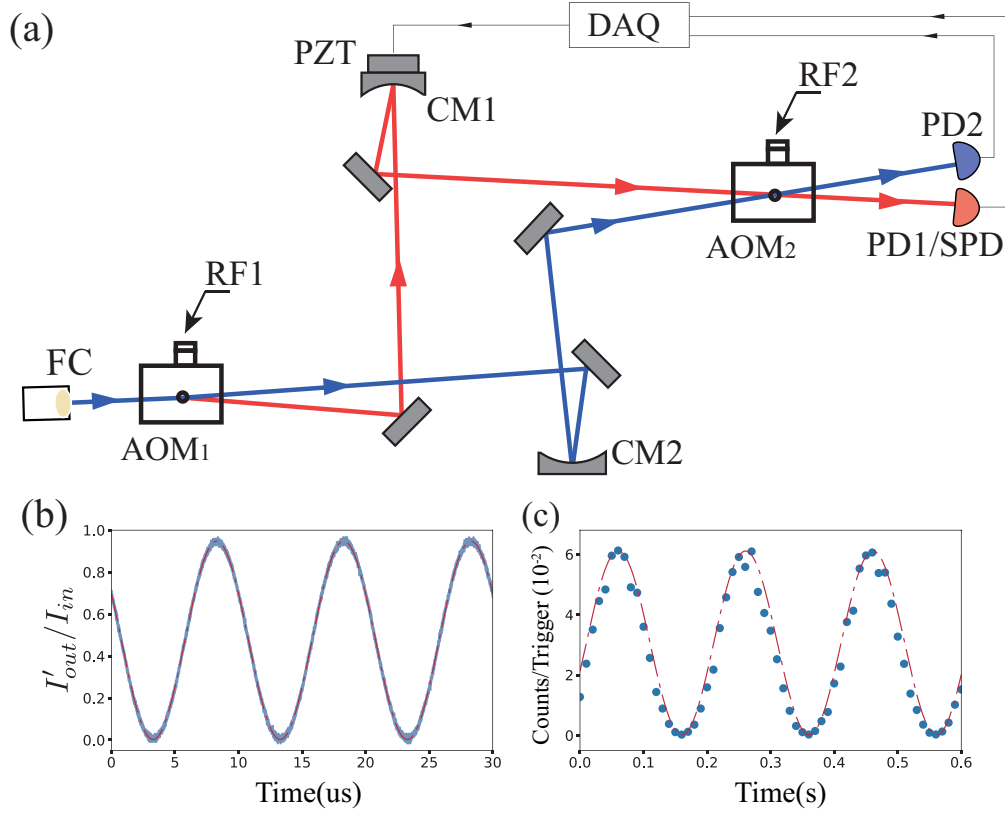 (a)
DAQ
PZT
CM1
RF2
PD2
AOM2
PD1/SPD
RF1
FC
AOM1
CM2
(b)
I'out/Iin
1.0
0.8
0.6
0.4
0.2
0.0
0 5 10 15 20 25 30
Time(us)
(c)
Counts/Trigger (10-2)
6
4
2
0
0.0 0.1 0.2 0.3 0.4 0.5 0.6
Time(s)